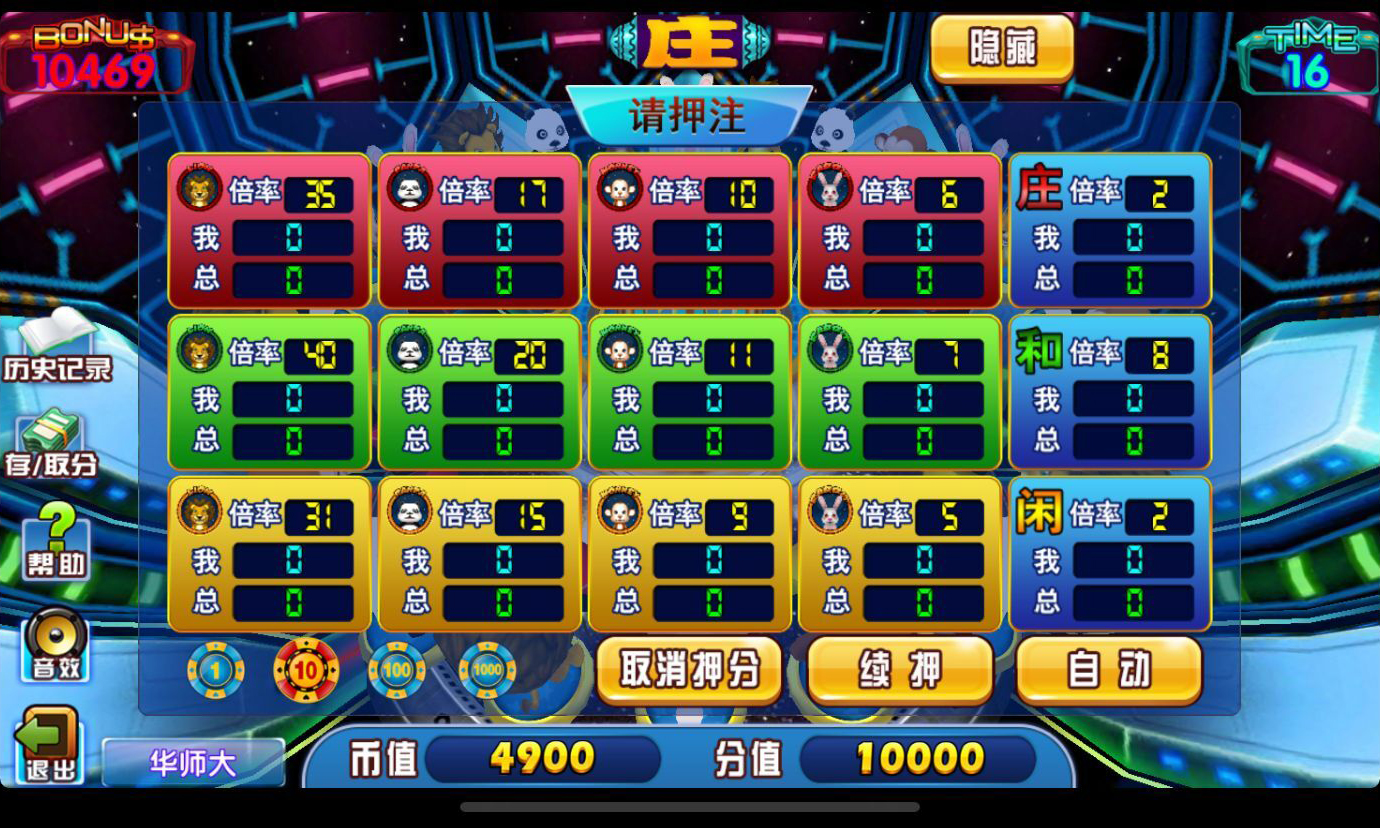 BONU$
10469
庄
隐藏
TIME
16
请押注
倍率 35
我 0
总 0
倍率 17
我 0
总 0
倍率 10
我 0
总 0
倍率 6
我 0
总 0
庄 倍率 2
我 0
总 0
倍率 40
我 0
总 0
倍率 20
我 0
总 0
倍率 11
我 0
总 0
倍率 7
我 0
总 0
和 倍率 8
我 0
总 0
倍率 31
我 0
总 0
倍率 15
我 0
总 0
倍率 9
我 0
总 0
倍率 5
我 0
总 0
闲 倍率 2
我 0
总 0
历史记录
存/取分
?
帮助
音效
退出
1
10
100
1000
取消押分
续押
自动
华师大
币值 4900
分值 10000